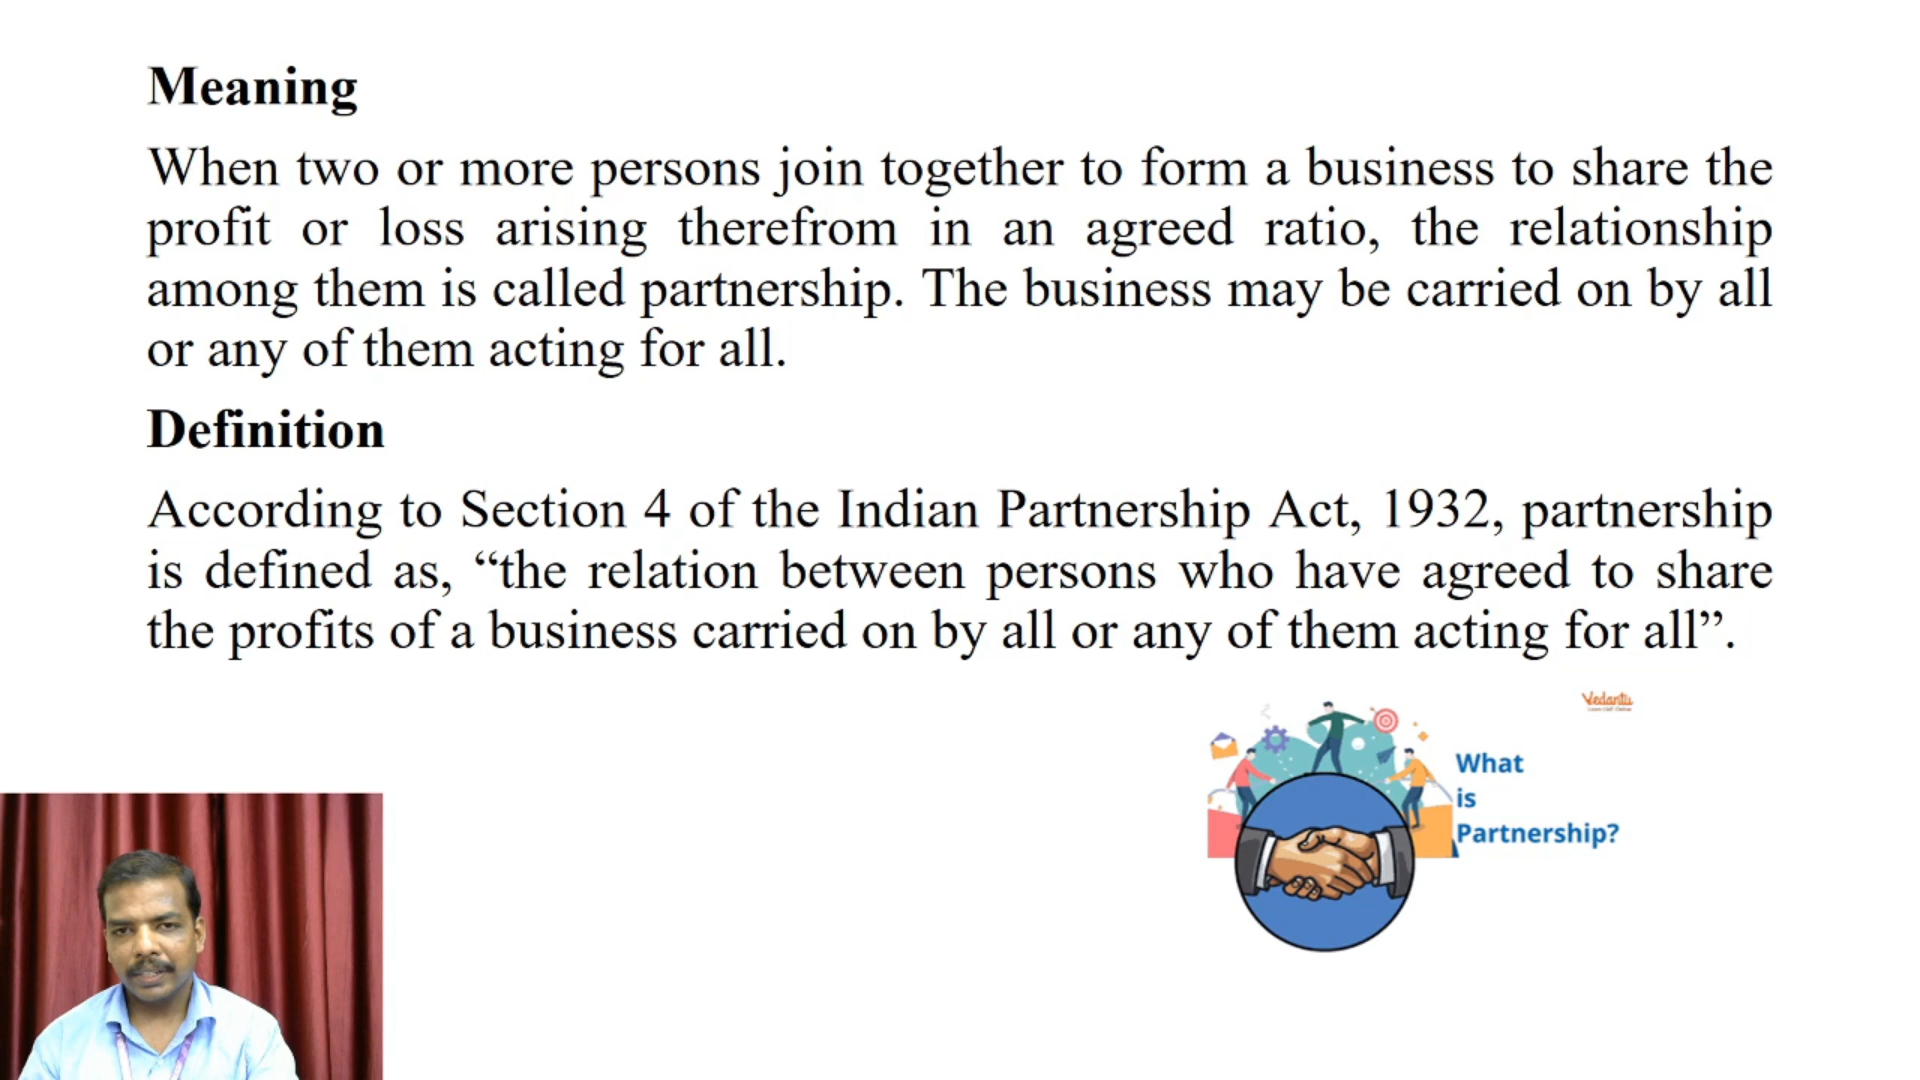 Meaning
When two or more persons join together to form a business to share the
profit or loss arising therefrom in an agreed ratio, the relationship
among them is called partnership. The business may be carried on by all
or any of them acting for all.
Definition
According to Section 4 of the Indian Partnership Act, 1932, partnership
is defined as, “the relation between persons who have agreed to share
the profits of a business carried on by all or any of them acting for all”.
Vedantu
What
is
Partnership?